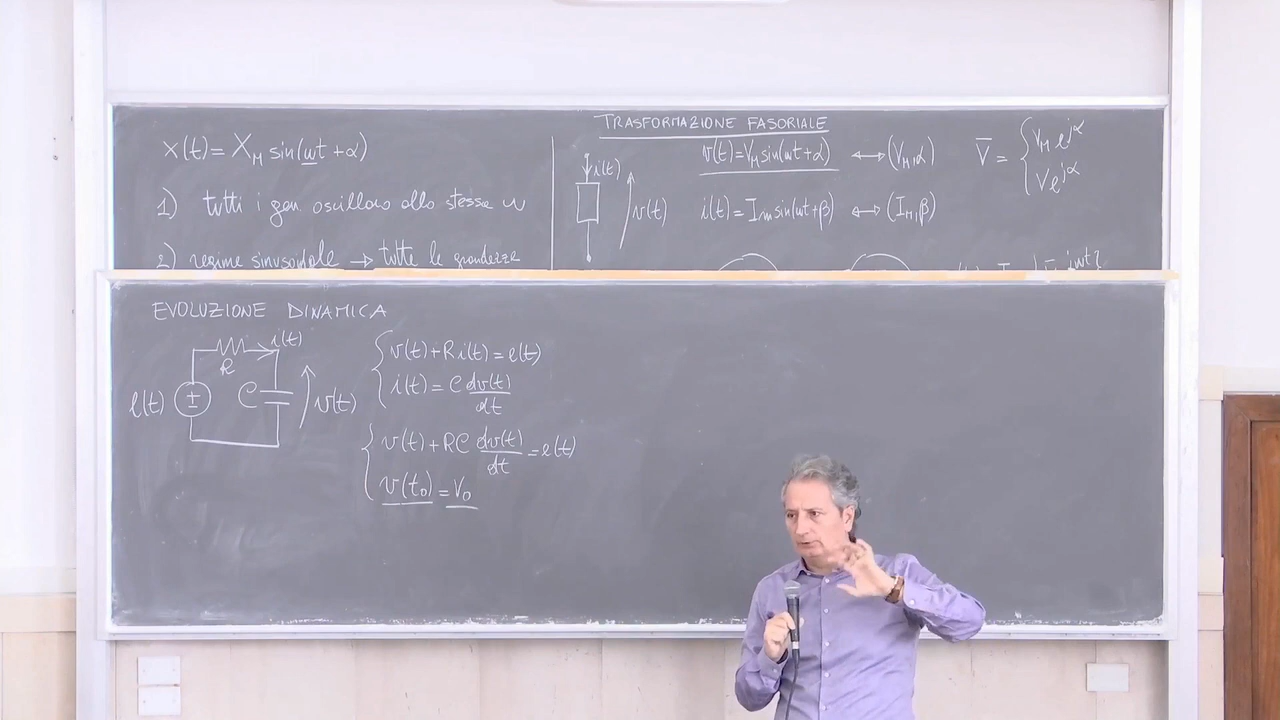 x(t)= X_M sin(ωt+α)
1) tutti i gen oscillano allo stesso ω
2) regime sinusoidale → tutte le grandezze
TRASFORMAZIONE FASORIALE
i(t)
v(t)
v(t)=V_M sin(ωt+α) ↔ (V_M,α)
V̄ = { V_M e^jα
V e^jα
i(t)= I_M sin(ωt+β) ↔ (I_M,β)
EVOLUZIONE DINAMICA
i(t)
R
e(t)
±
C
v(t)
{ v(t)+R i(t)=e(t)
i(t)= C dv(t)/dt
{ v(t)+RC dv(t)/dt =e(t)
v(t₀)=V₀